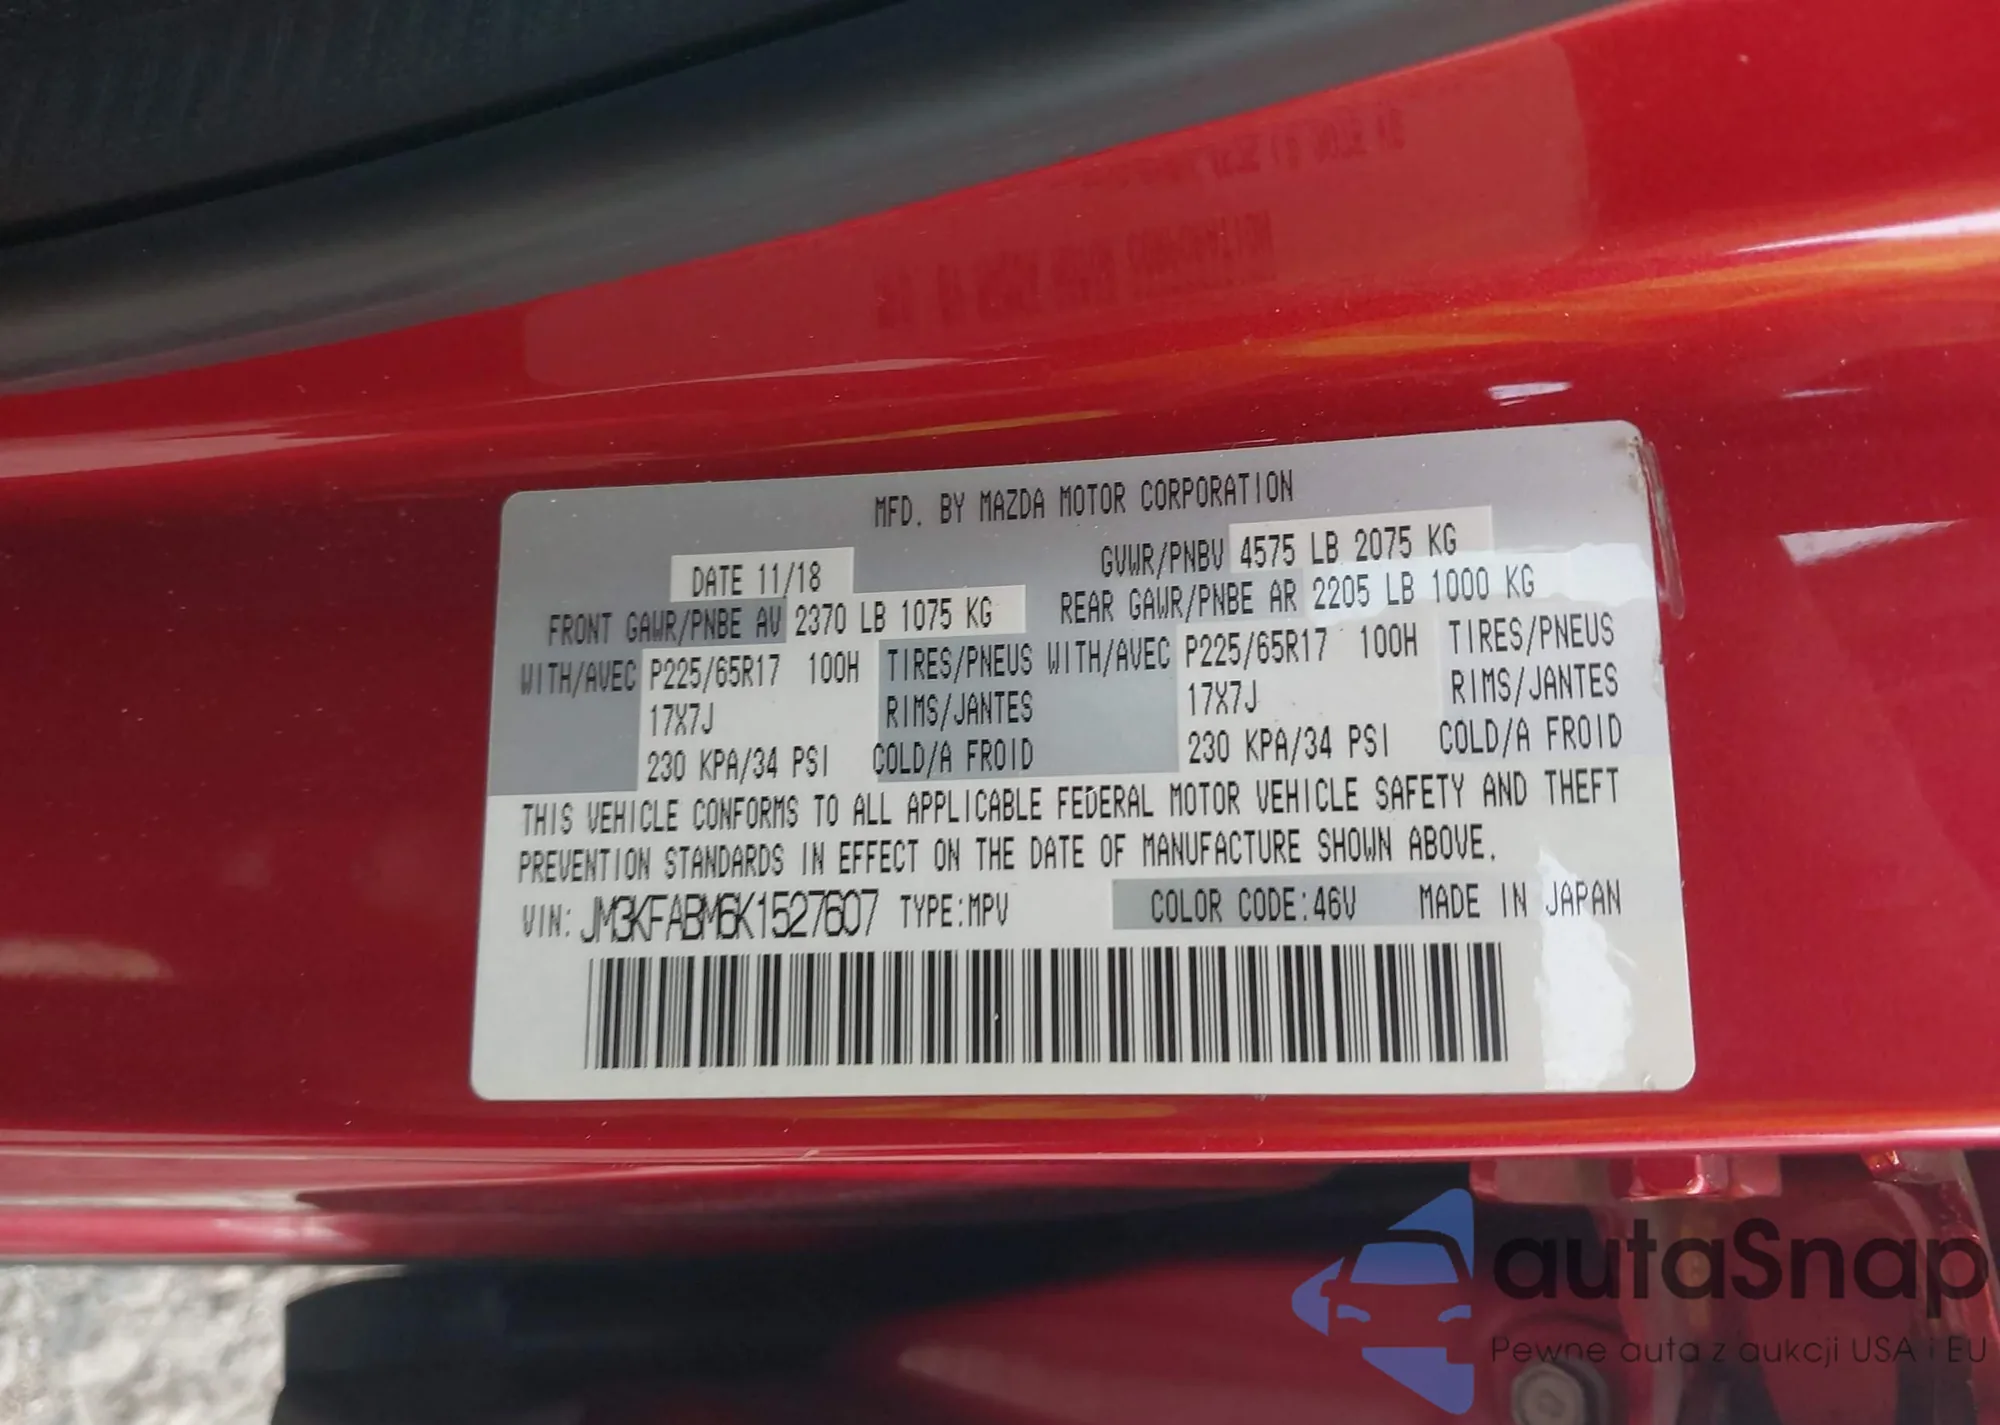 MFD. BY MAZDA MOTOR CORPORATION
DATE 11/18 GVWR/PNBV 4575 LB 2075 KG
FRONT GAWR/PNBE AV 2370 LB 1075 KG REAR GAWR/PNBE AR 2205 LB 1000 KG
WITH/AVEC P225/65R17 100H TIRES/PNEUS WITH/AVEC P225/65R17 100H TIRES/PNEUS
17X7J RIMS/JANTES 17X7J RIMS/JANTES
230 KPA/34 PSI COLD/A FROID 230 KPA/34 PSI COLD/A FROID
THIS VEHICLE CONFORMS TO ALL APPLICABLE FEDERAL MOTOR VEHICLE SAFETY AND THEFT
PREVENTION STANDARDS IN EFFECT ON THE DATE OF MANUFACTURE SHOWN ABOVE.
VIN: JM3KFABM6K1527607 TYPE:MPV COLOR CODE:46V MADE IN JAPAN
autaSnap
Pewne auta z aukcji USA i EU